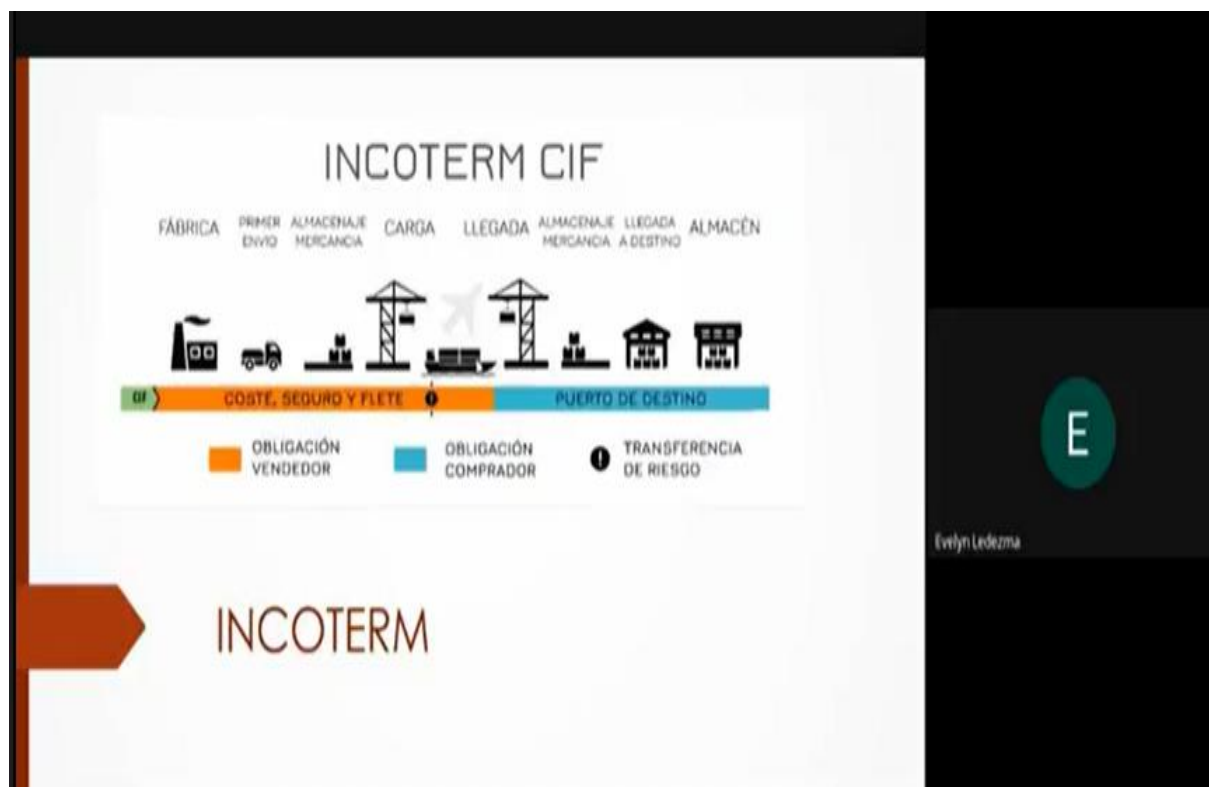 INCOTERM CIF
FÁBRICA
PRIMER
ENVIO
ALMACENAJE
MERCANCIA
CARGA
LLEGADA
ALMACENAJE
MERCANCIA
LLEGADA
A DESTINO
ALMACÉN
CIF
COSTE, SEGURO Y FLETE
PUERTO DE DESTINO
OBLIGACIÓN
VENDEDOR
OBLIGACIÓN
COMPRADOR
TRANSFERENCIA
DE RIESGO
INCOTERM
E
Evelyn Ledezma